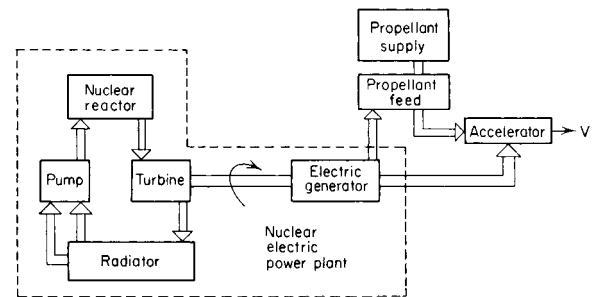 Propellant
supply
Nuclear
reactor
Propellant
feed
Accelerator
V
Pump
Turbine
Electric
generator
Nuclear
electric
power plant
Radiator